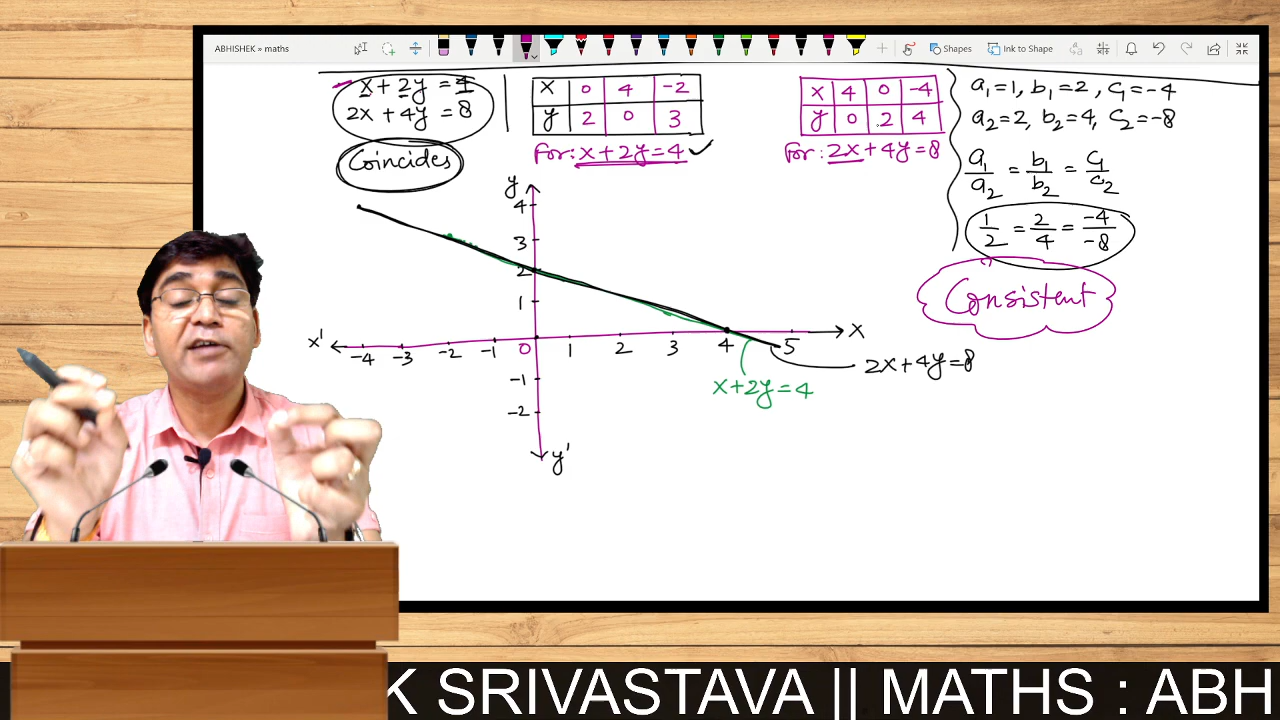 ABHISHEK » maths
Shapes
Ink to Shape
x + 2y = 4
2x + 4y = 8
Coincides
X 0 4 -2
Y 2 0 3
For: x+2y=4 ✓
X 4 0 -4
Y 0 2 4
For: 2x+4y=8
a₁=1, b₁=2, c₁=-4
a₂=2, b₂=4, c₂=-8
a₁/a₂ = b₁/b₂ = c₁/c₂
1/2 = 2/4 = -4/-8
Consistent
y
4
3
2
1
x' -4 -3 -2 -1 0 1 2 3 4 5 X
-1
-2
y'
2x+4y=8
x+2y=4
K SRIVASTAVA || MATHS : ABH